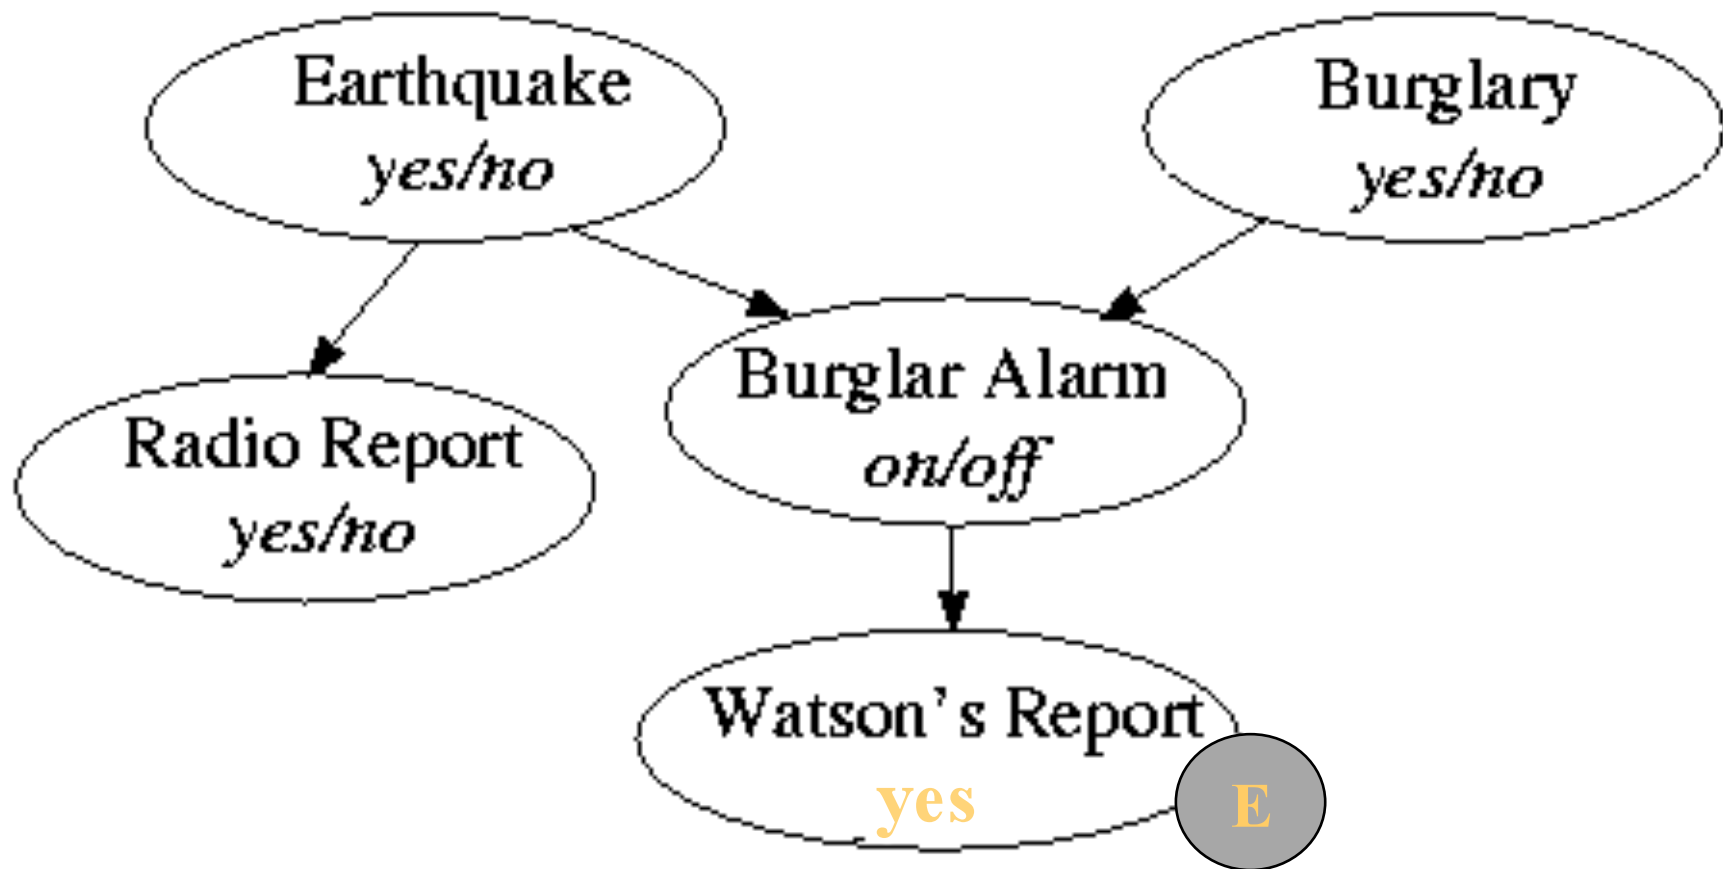 Earthquake
yes/no
Burglary
yes/no
Radio Report
yes/no
Burglar Alarm
on/off
Watson's Report
yes
E